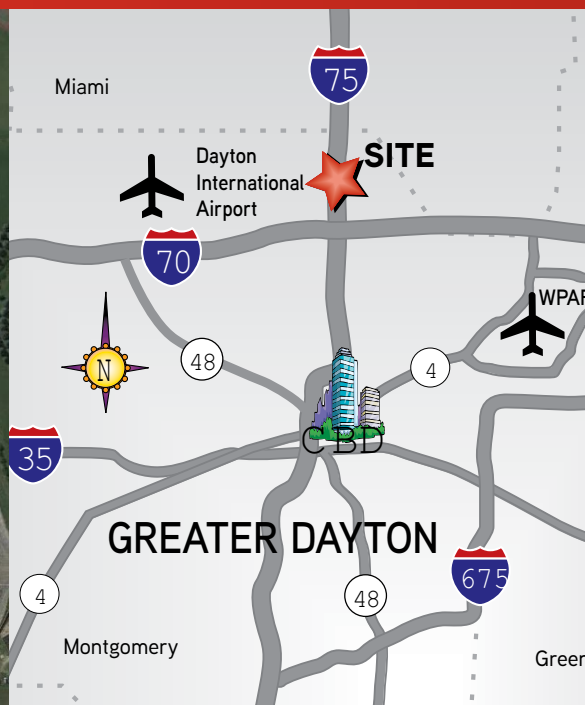 75
Miami
SITE
Dayton
International
Airport
70
WPAF
N
48
4
CBD
35
GREATER DAYTON
675
4
48
Montgomery
Green